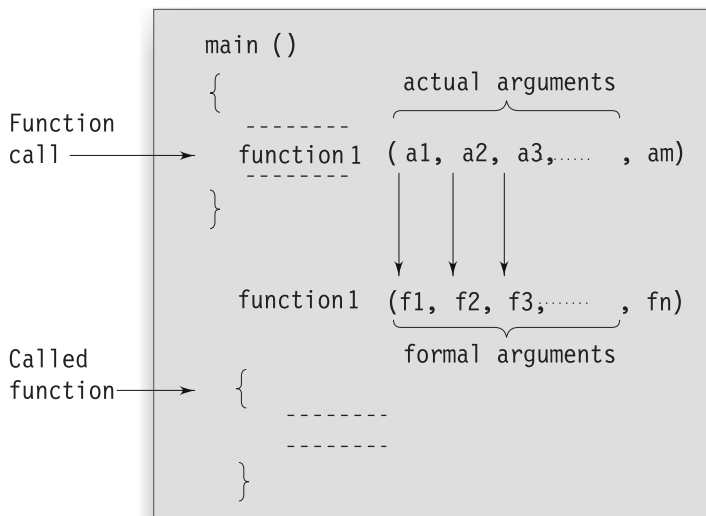 main ()
{
actual arguments
Function
call
function1 (a1, a2, a3,......, am)
}
function1 (f1, f2, f3,......., fn)
formal arguments
Called
function
{
}